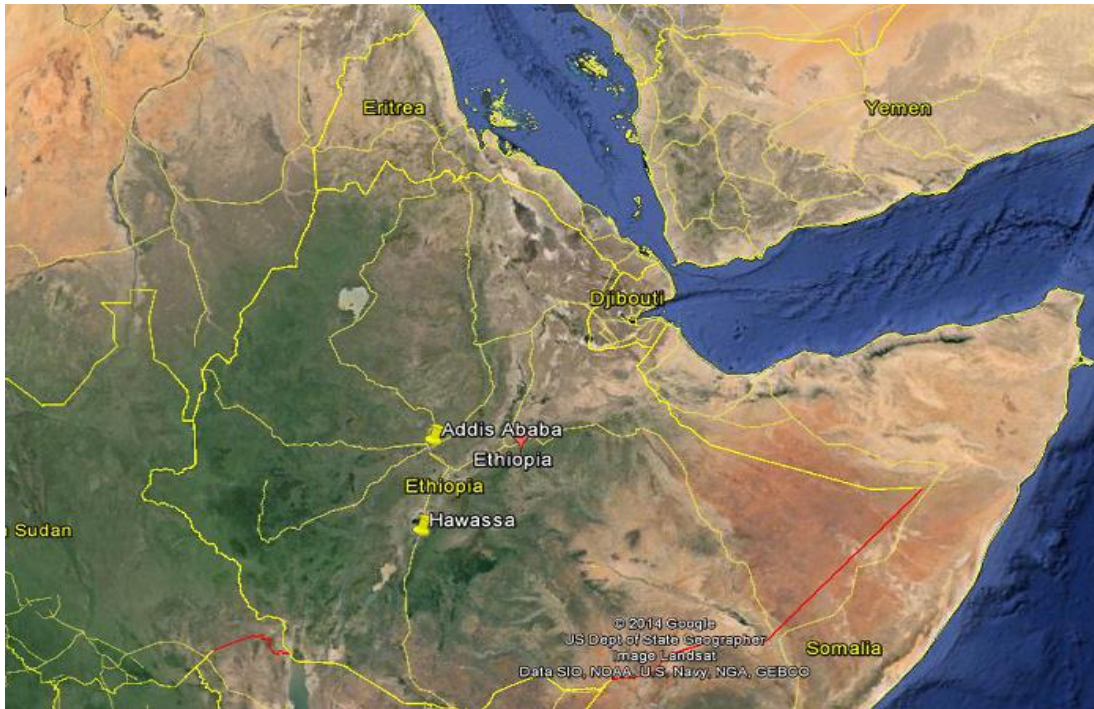 Eritrea
Yemen
Djibouti
Addis Ababa
Ethiopia
Ethiopia
Hawassa
Sudan
Somalia
© 2014 Google
US Dept of State Geographer
Image Landsat
Data SIO, NOAA, U.S. Navy, NGA, GEBCO